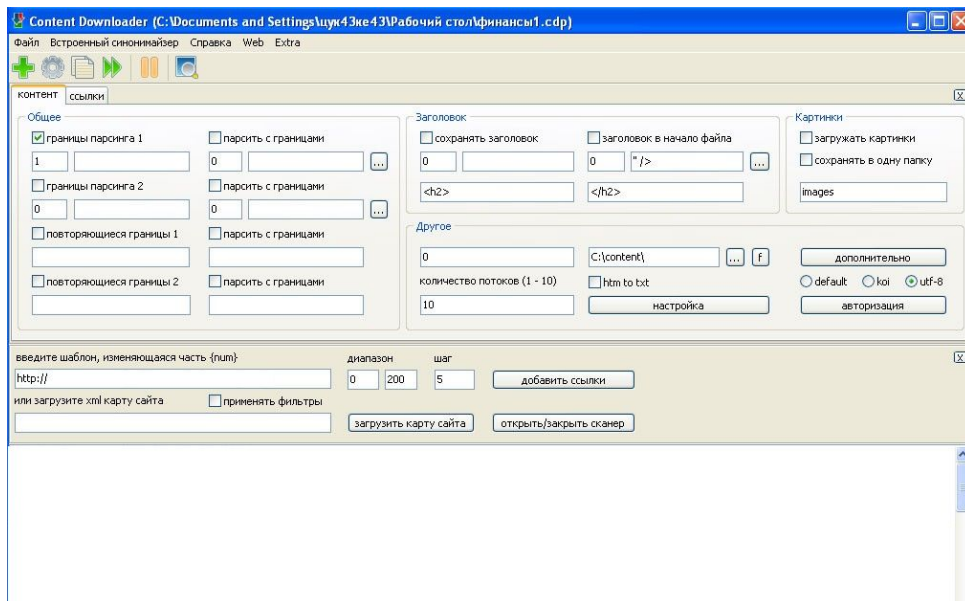 Content Downloader (C:\Documents and Settings\щук43ке43\Рабочий стол\финансы1.cdp)
Файл Встроенный синонимайзер Справка Web Extra
контент ссылки
Общее
границы парсинга 1 парсить с границами
1 0 ...
границы парсинга 2 парсить с границами
0 0 ...
повторяющиеся границы 1 парсить с границами
повторяющиеся границы 2 парсить с границами
Заголовок
сохранять заголовок заголовок в начало файла
0 0 " /> ...
<h2> </h2>
Картинки
загружать картинки
сохранять в одну папку
images
Другое
0 C:\content\ ... f дополнительно
количество потоков (1 - 10) htm to txt default koi utf-8
10 настройка авторизация
введите шаблон, изменяющаяся часть {num} диапазон шаг
http:// 0 200 5 добавить ссылки
или загрузите xml карту сайта применять фильтры
загрузить карту сайта открыть/закрыть сканер